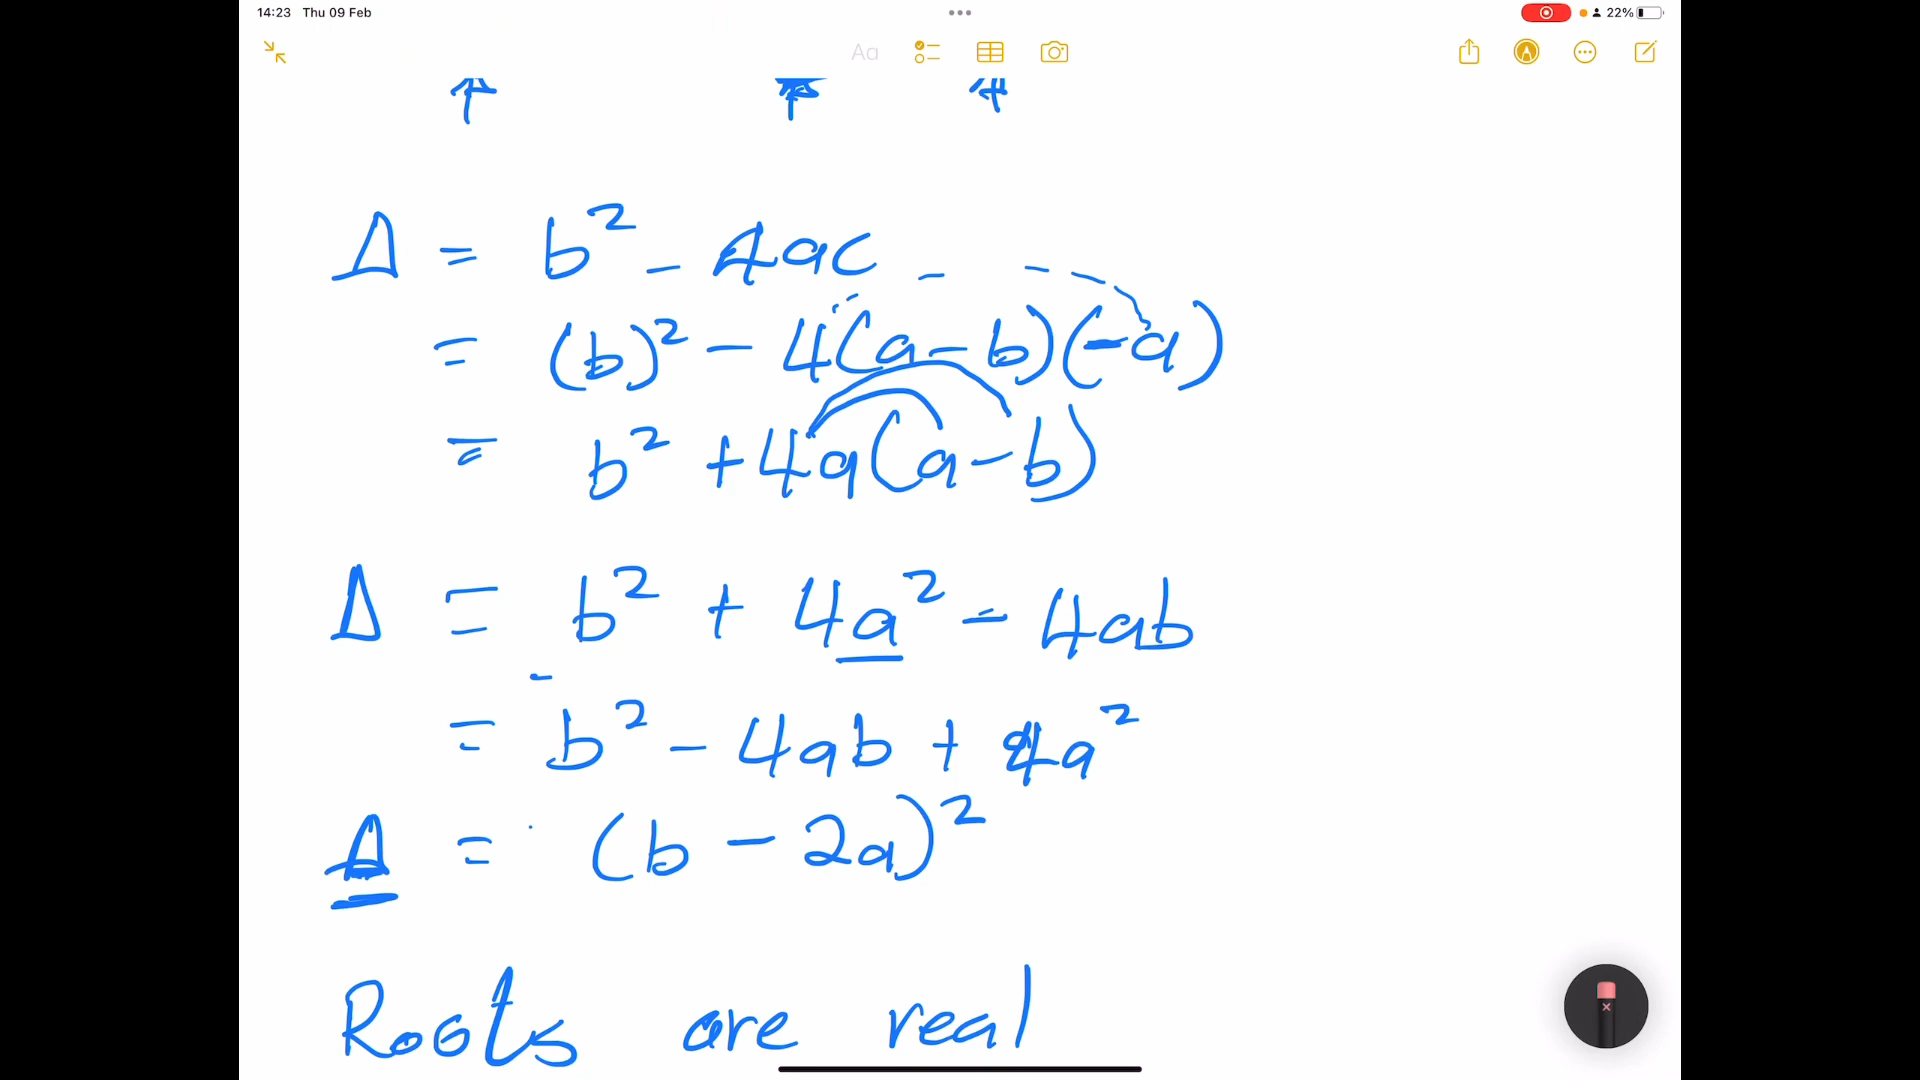 14:23 Thu 09 Feb
22%
Aa
Δ = b² - 4ac
= (b)² - 4(a - b)(-a)
= b² + 4a(a - b)
Δ = b² + 4a² - 4ab
= b² - 4ab + 4a²
Δ = (b - 2a)²
Roots are real